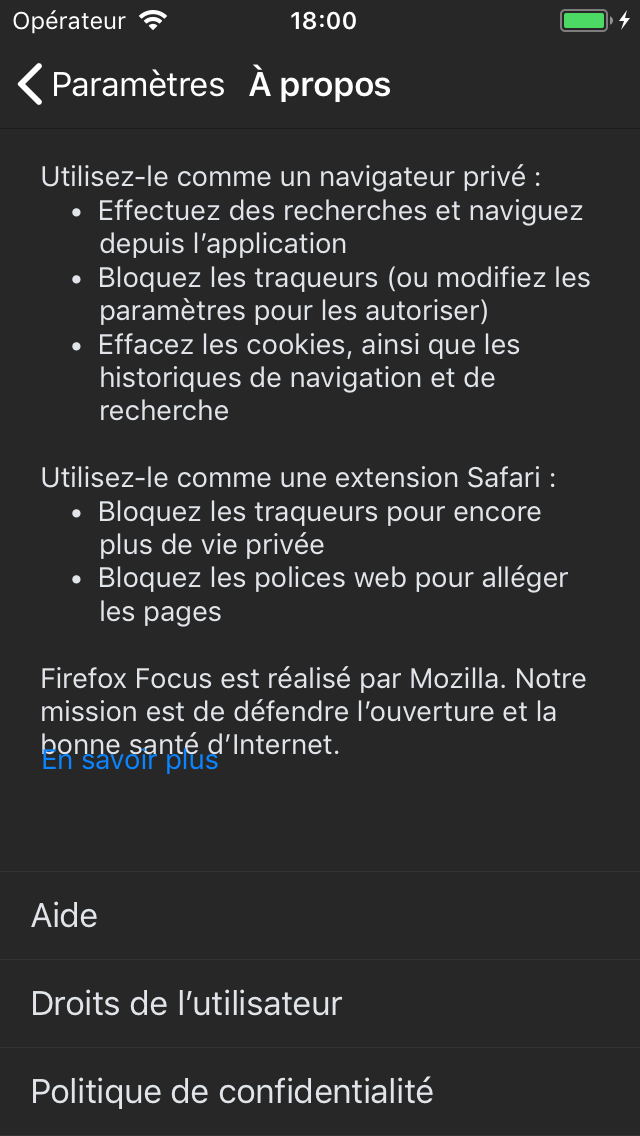 Opérateur 18:00
Paramètres À propos
Utilisez-le comme un navigateur privé :
• Effectuez des recherches et naviguez
depuis l’application
• Bloquez les traqueurs (ou modifiez les
paramètres pour les autoriser)
• Effacez les cookies, ainsi que les
historiques de navigation et de
recherche
Utilisez-le comme une extension Safari :
• Bloquez les traqueurs pour encore
plus de vie privée
• Bloquez les polices web pour alléger
les pages
Firefox Focus est réalisé par Mozilla. Notre
mission est de défendre l’ouverture et la
bonne santé d’Internet.
En savoir plus
Aide
Droits de l’utilisateur
Politique de confidentialité